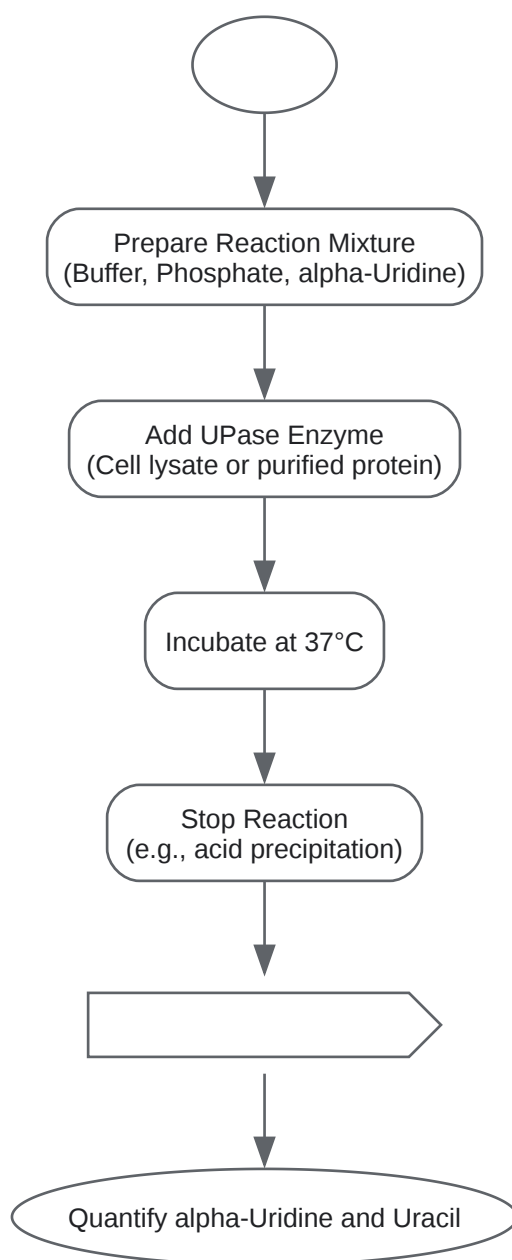 Prepare Reaction Mixture
(Buffer, Phosphate, alpha-Uridine)
Add UPase Enzyme
(Cell lysate or purified protein)
Incubate at 37°C
Stop Reaction
(e.g., acid precipitation)
Quantify alpha-Uridine and Uracil